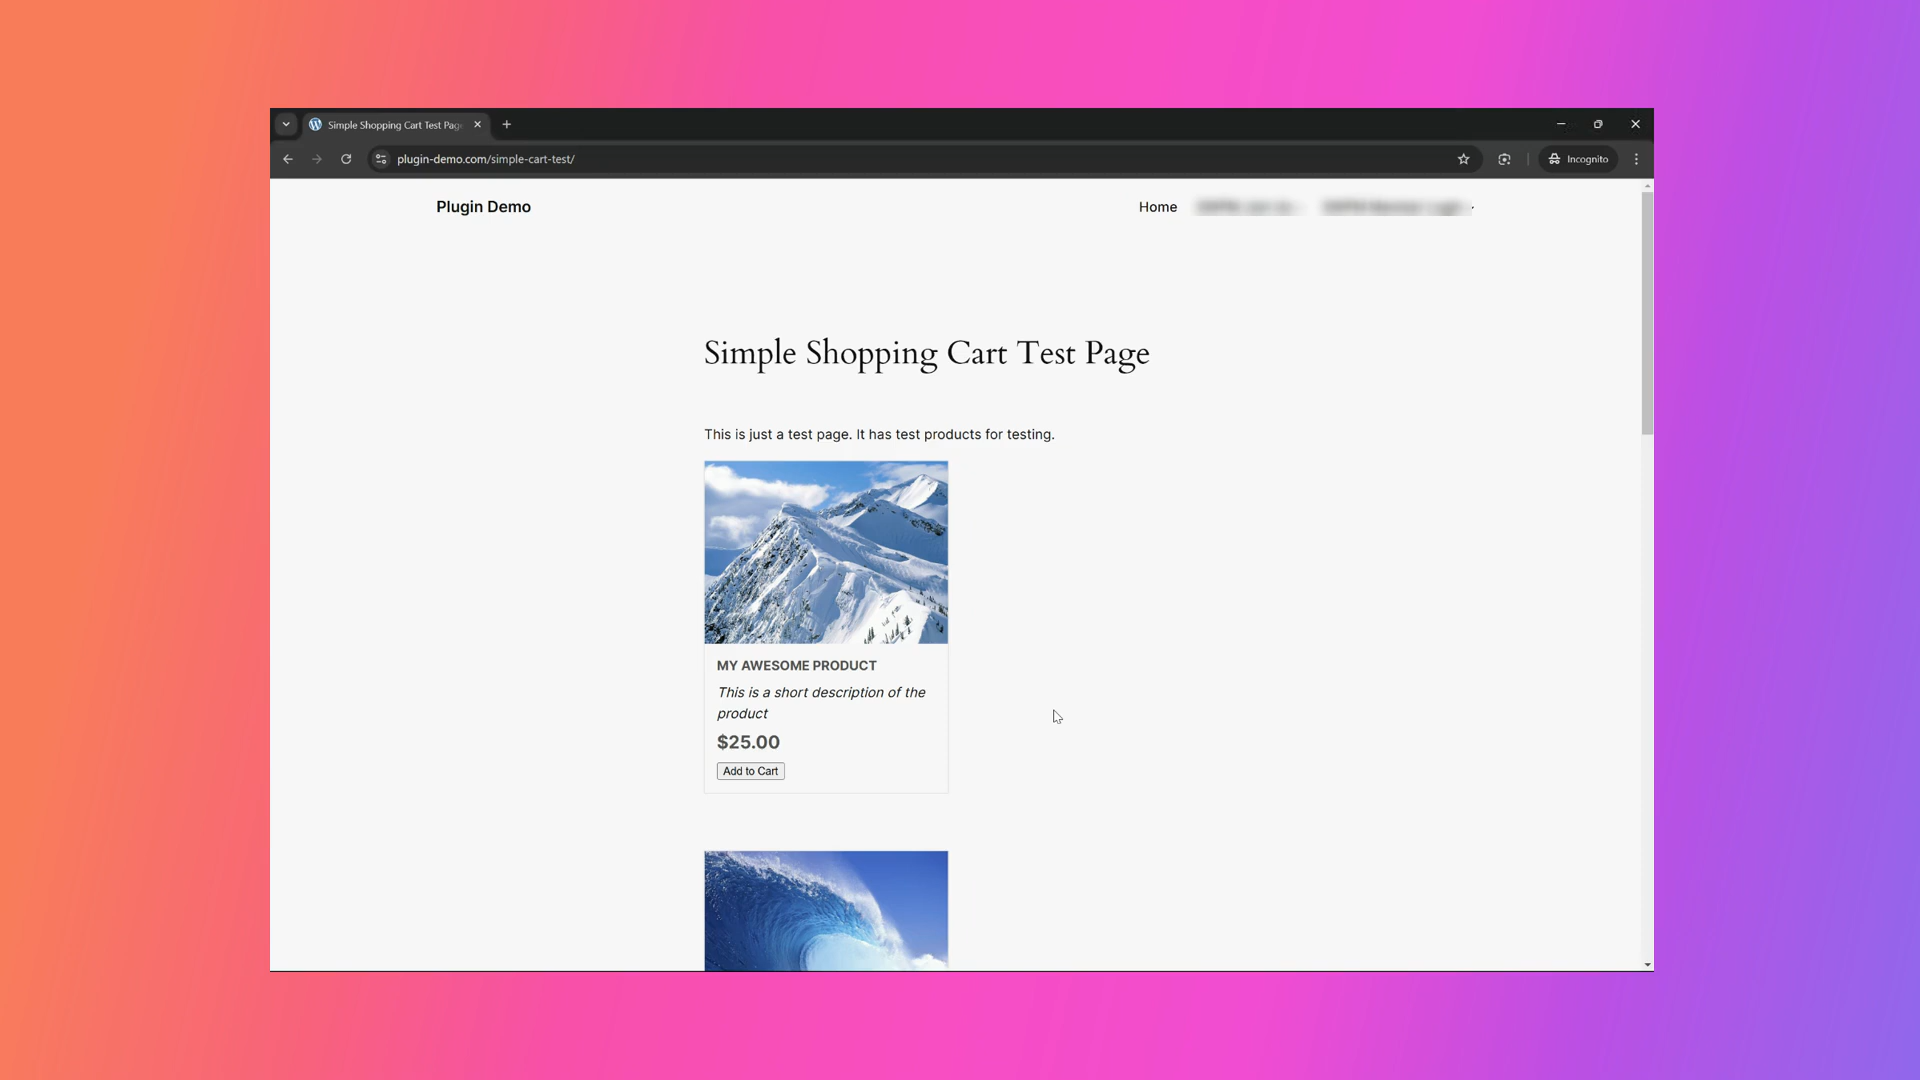 Simple Shopping Cart Test Pag
plugin-demo.com/simple-cart-test/
Incognito
Plugin Demo
Home
Simple Shopping Cart Test Page
This is just a test page. It has test products for testing.
MY AWESOME PRODUCT
This is a short description of the
product
$25.00
Add to Cart